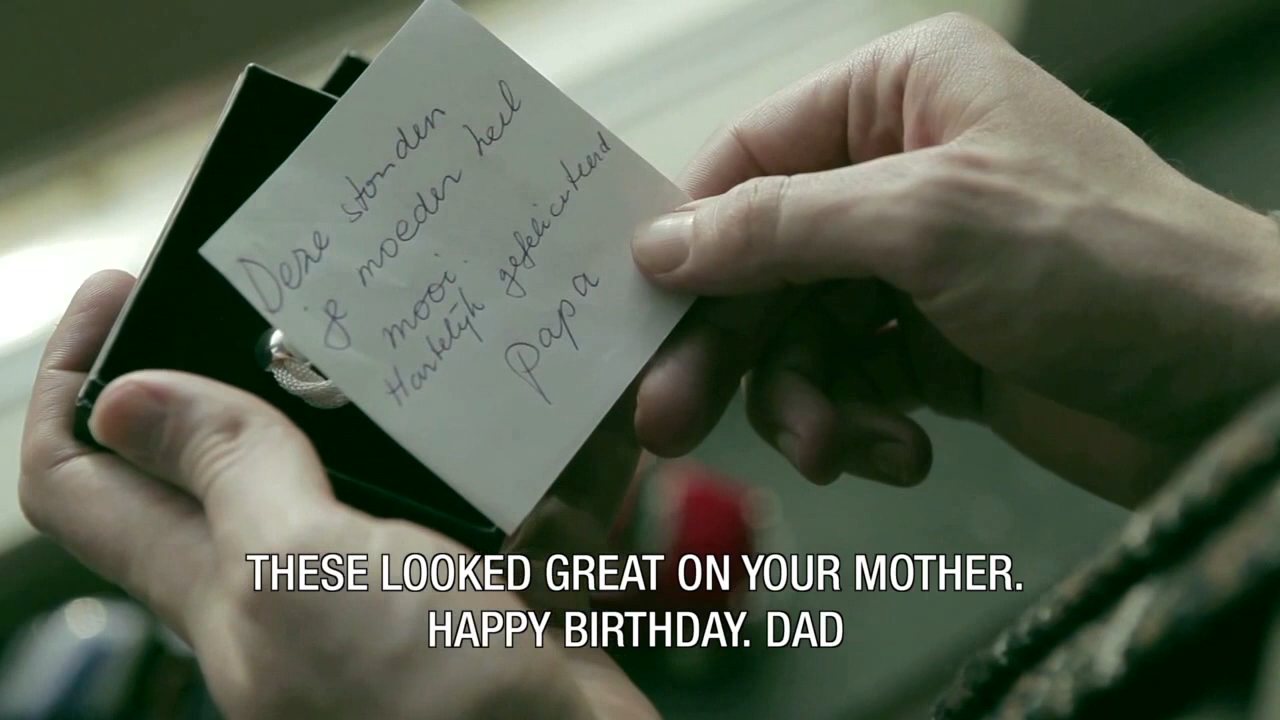 Deze stonden
je moeder heel
mooi.
Hartelijk gefeliciteerd
Papa
THESE LOOKED GREAT ON YOUR MOTHER.
HAPPY BIRTHDAY. DAD